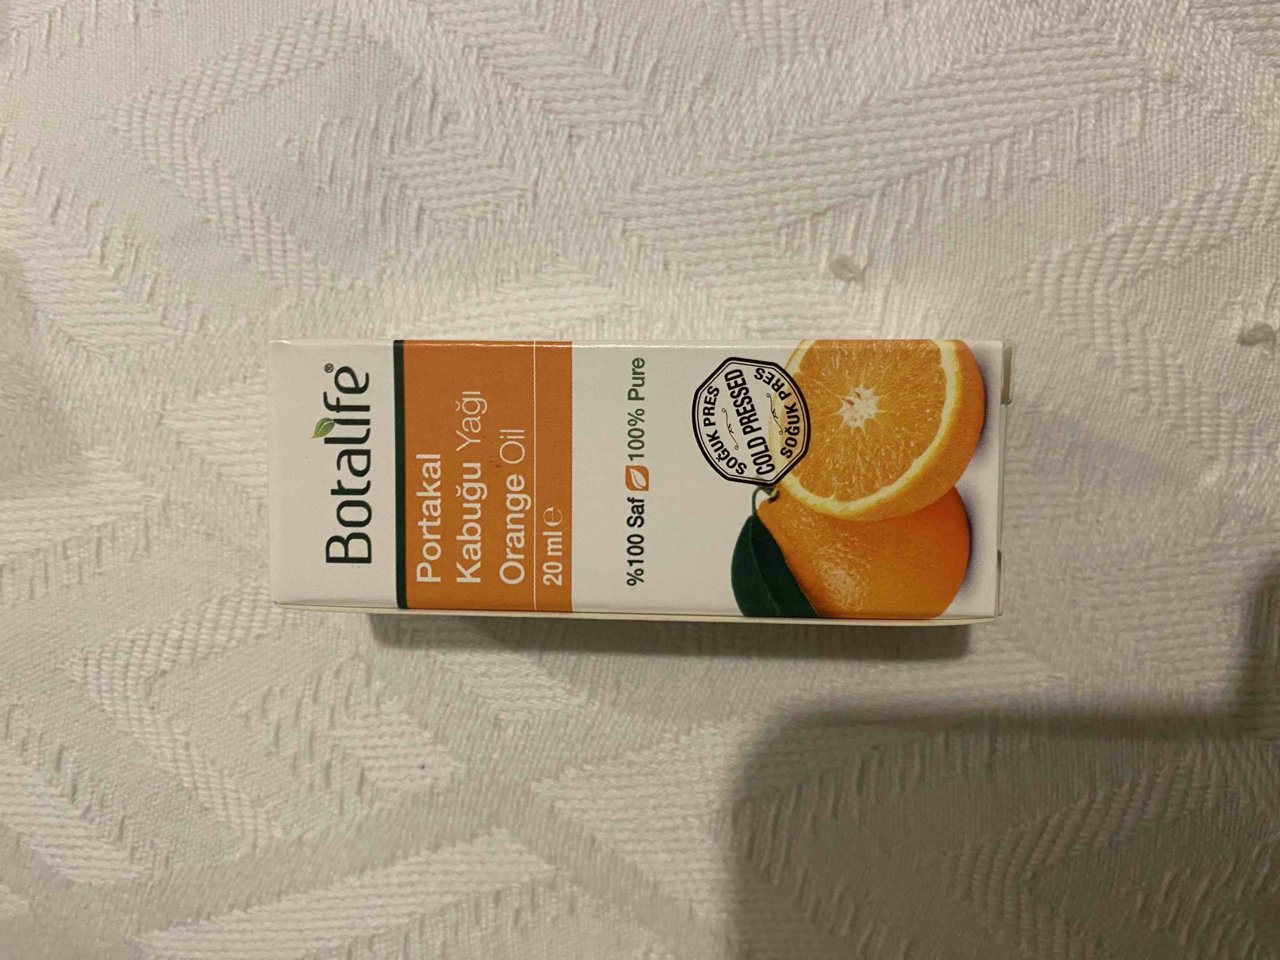 Botalife®
Portakal
Kabuğu Yağı
Orange Oil
20 ml ℮
%100 Saf 100% Pure
SOĞUK PRES
COLD PRESSED
SOĞUK PRES